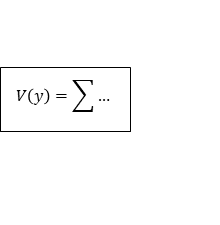 V(y) = ∑ ...